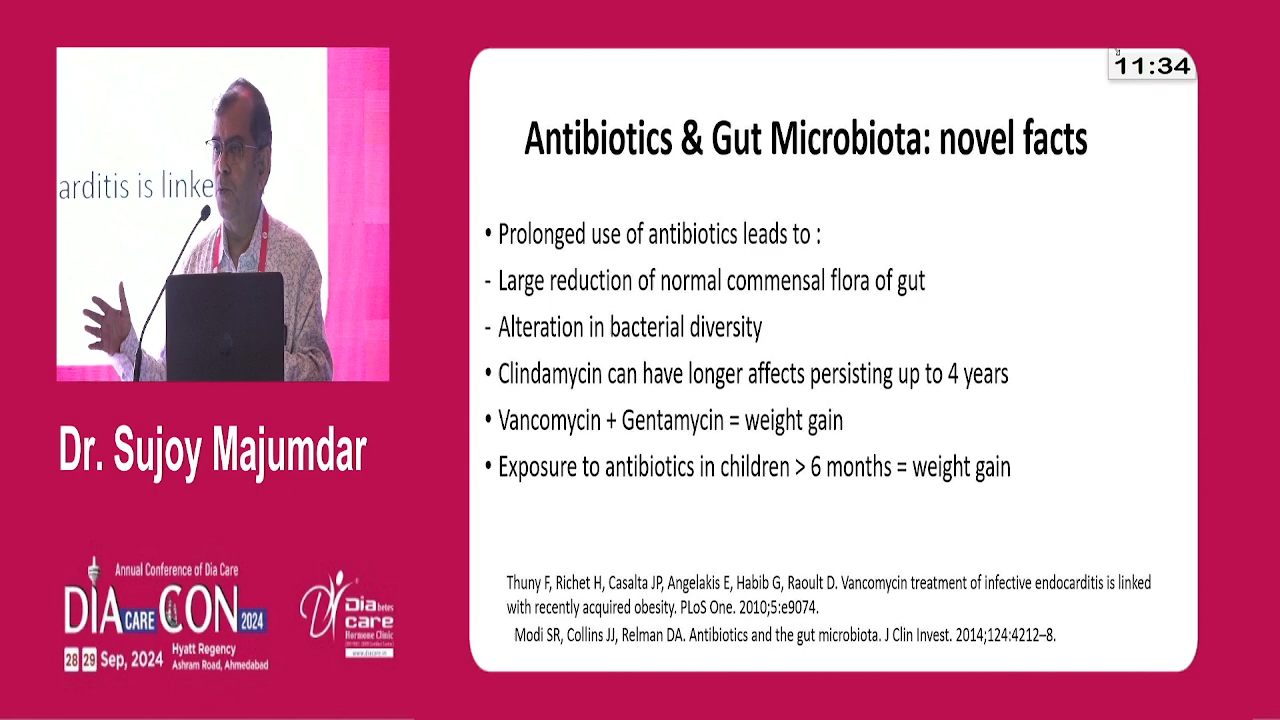 11:34
Antibiotics & Gut Microbiota: novel facts
• Prolonged use of antibiotics leads to :
- Large reduction of normal commensal flora of gut
- Alteration in bacterial diversity
• Clindamycin can have longer affects persisting up to 4 years
• Vancomycin + Gentamycin = weight gain
• Exposure to antibiotics in children > 6 months = weight gain
Thuny F, Richet H, Casalta JP, Angelakis E, Habib G, Raoult D. Vancomycin treatment of infective endocarditis is linked
with recently acquired obesity. PLoS One. 2010;5:e9074.
Modi SR, Collins JJ, Relman DA. Antibiotics and the gut microbiota. J Clin Invest. 2014;124:4212–8.
arditis is linke
Dr. Sujoy Majumdar
Annual Conference of Dia Care
DIA CARE CON 2024
28 29 Sep, 2024
Hyatt Regency
Ashram Road, Ahmedabad
Diabetes
care
Hormone Clinic
www.diacare.in